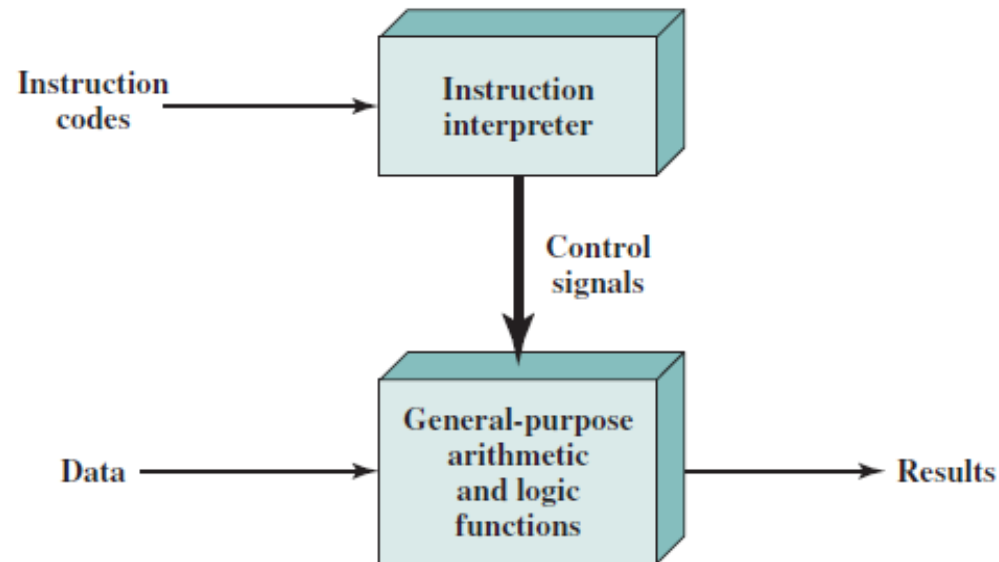 Instruction
codes
Instruction
interpreter
Control
signals
Data
General-purpose
arithmetic
and logic
functions
Results